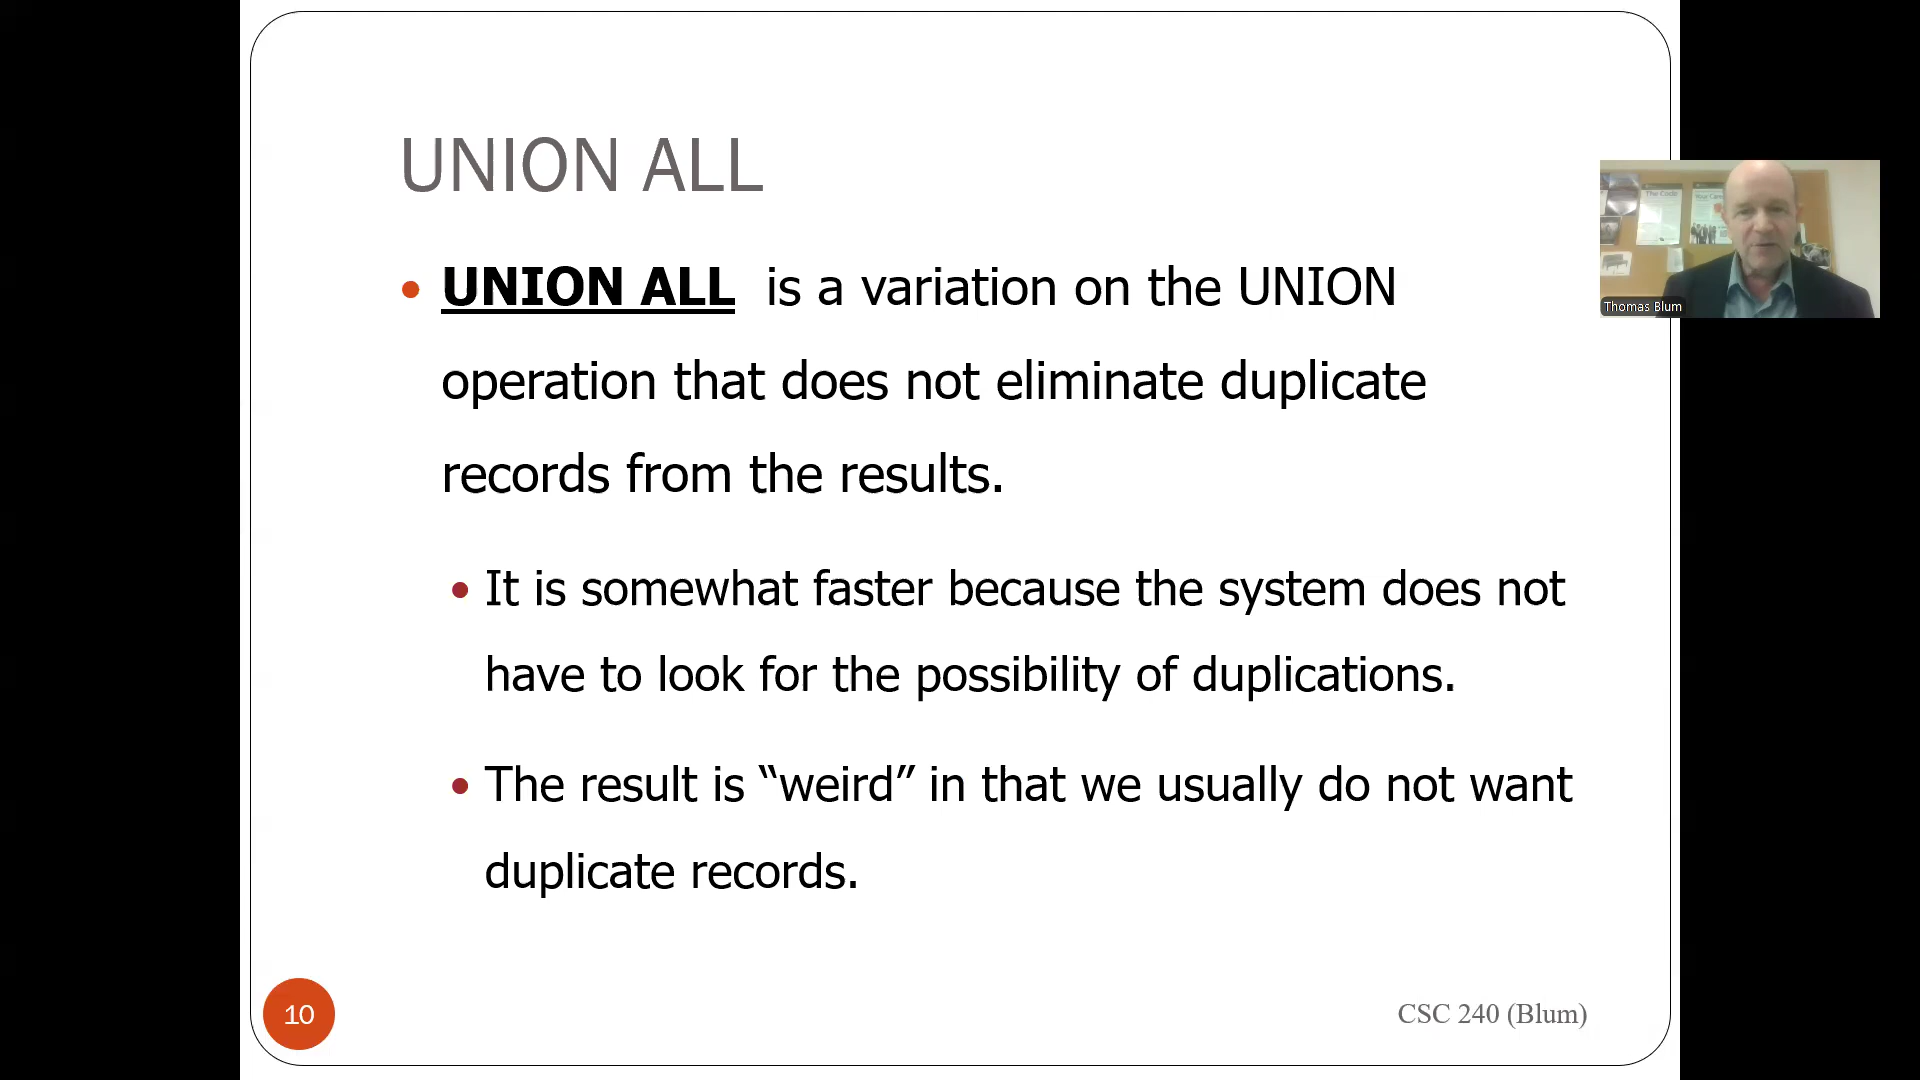 UNION ALL
• UNION ALL is a variation on the UNION
operation that does not eliminate duplicate
records from the results.
• It is somewhat faster because the system does not
have to look for the possibility of duplications.
• The result is “weird” in that we usually do not want
duplicate records.
10
CSC 240 (Blum)
The Code
Thomas Blum